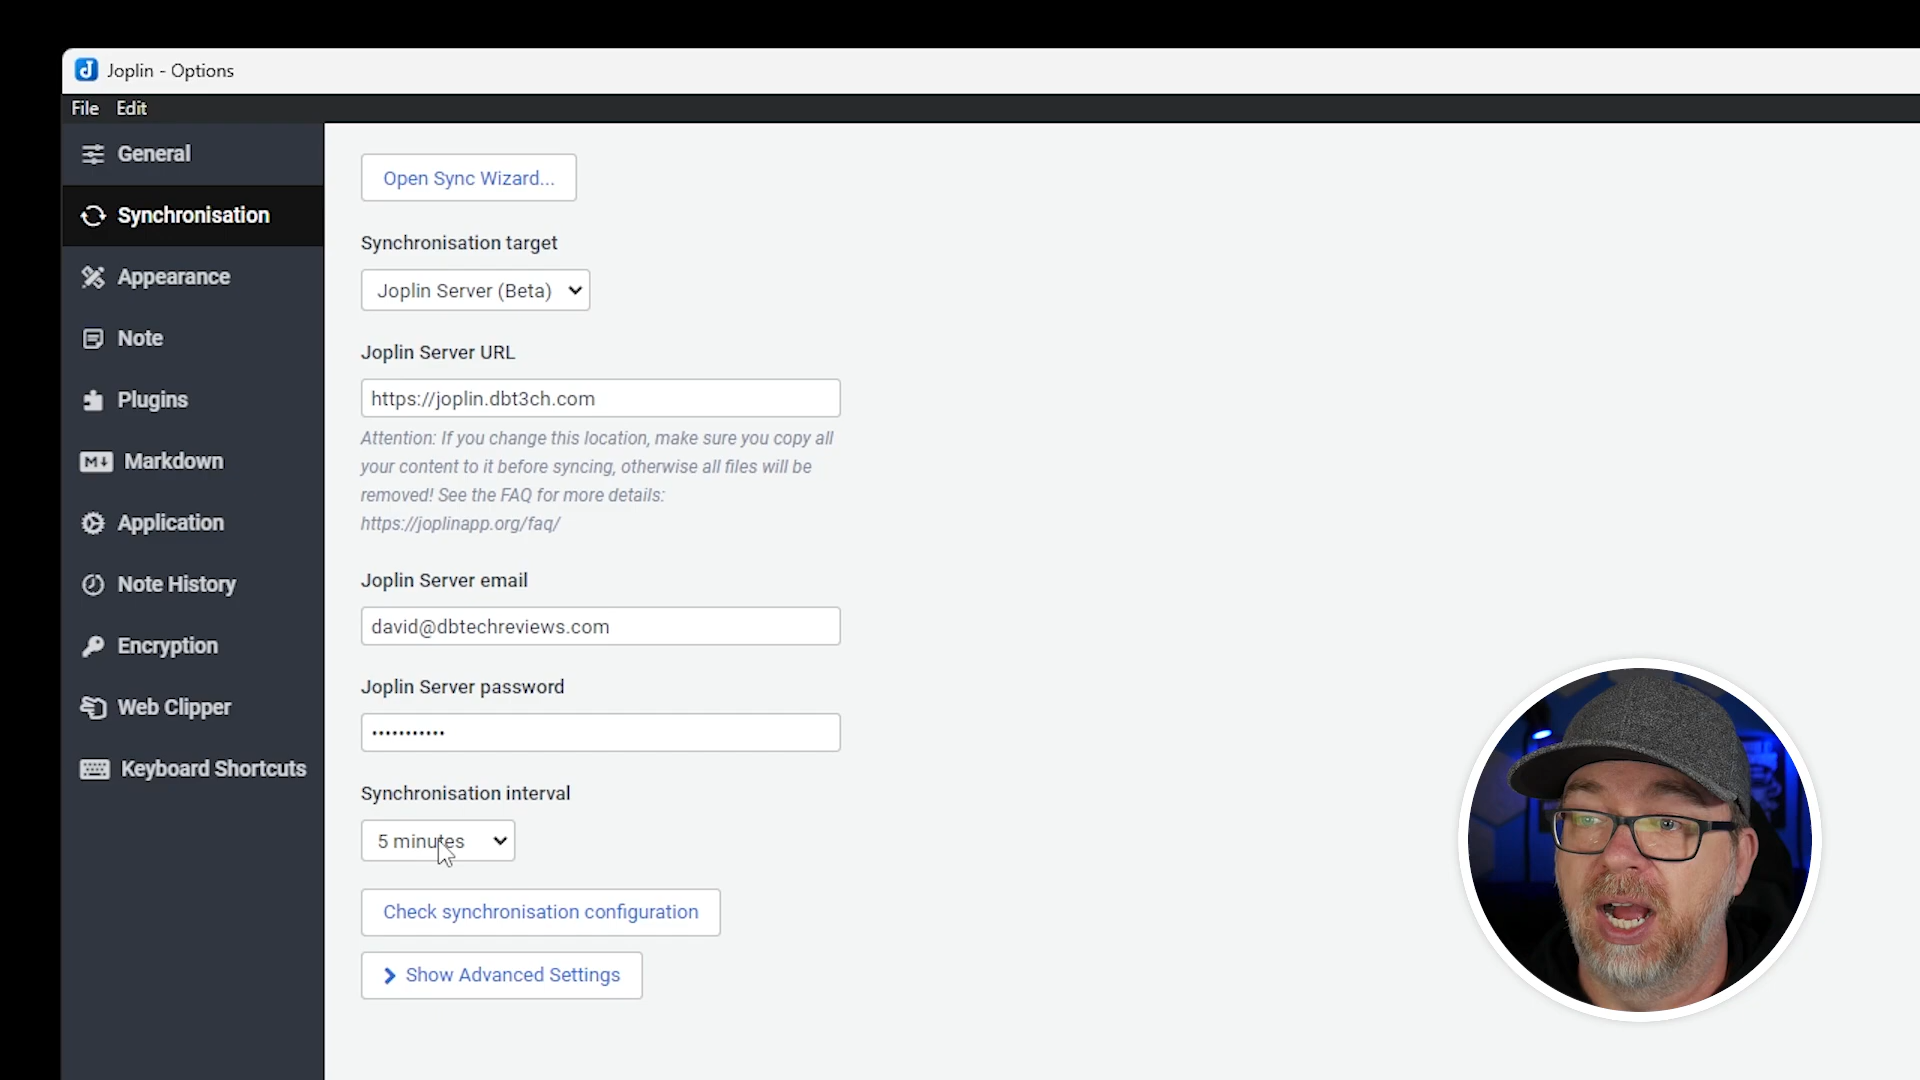 Joplin - Options
File Edit
General
Synchronisation
Appearance
Note
Plugins
Markdown
Application
Note History
Encryption
Web Clipper
Keyboard Shortcuts
Open Sync Wizard...
Synchronisation target
Joplin Server (Beta)
Joplin Server URL
https://joplin.dbt3ch.com
Attention: If you change this location, make sure you copy all
your content to it before syncing, otherwise all files will be
removed! See the FAQ for more details:
https://joplinapp.org/faq/
Joplin Server email
david@dbtechreviews.com
Joplin Server password
•••••••••••
Synchronisation interval
5 minutes
Check synchronisation configuration
Show Advanced Settings